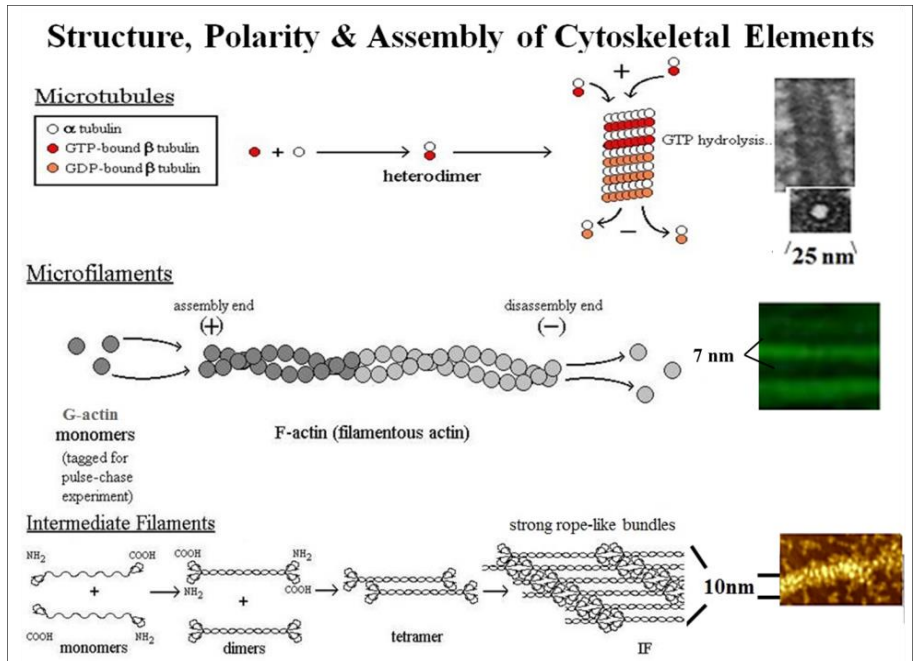 Structure, Polarity & Assembly of Cytoskeletal Elements
Microtubules
α tubulin
GTP-bound β tubulin
GDP-bound β tubulin
+
heterodimer
+
GTP hydrolysis..
−
25 nm
Microfilaments
assembly end
(+)
disassembly end
(−)
7 nm
G-actin
monomers
(tagged for
pulse-chase
experiment)
F-actin (filamentous actin)
Intermediate Filaments
NH2
COOH
+
COOH
NH2
monomers
COOH
NH2
NH2
COOH
+
dimers
tetramer
strong rope-like bundles
IF
10nm